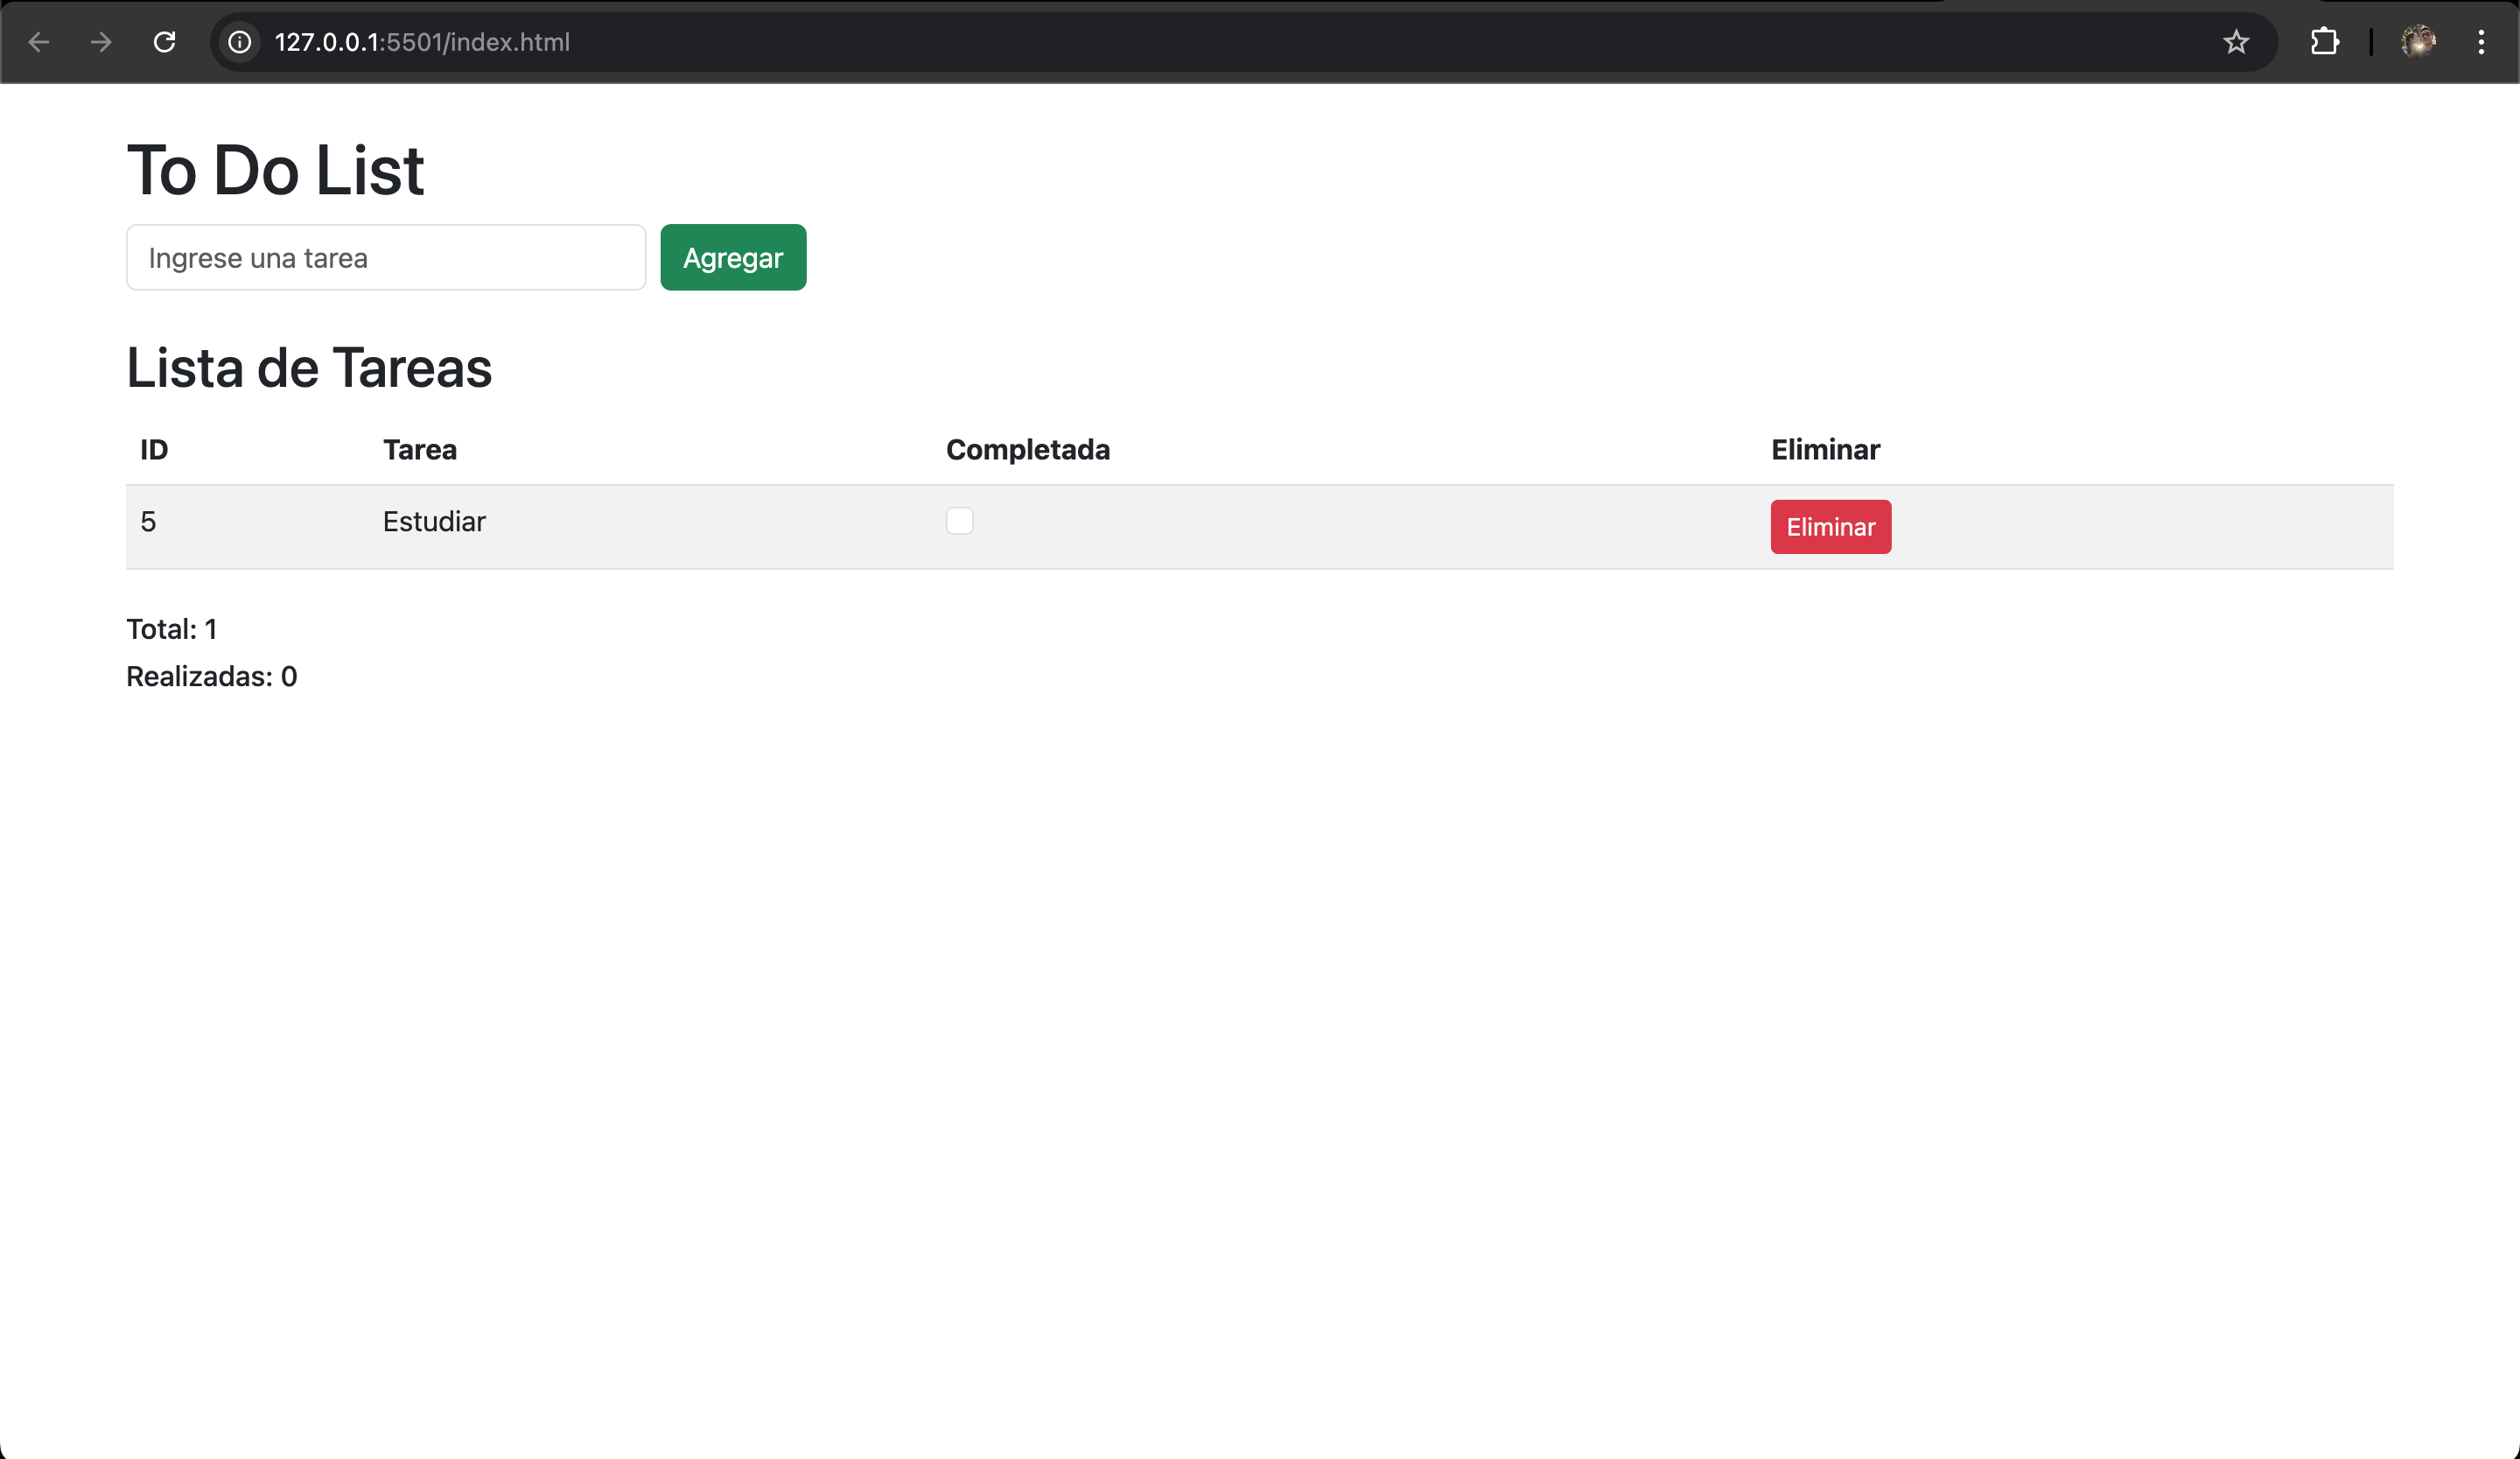 127.0.0.1:5501/index.html
To Do List
Ingrese una tarea Agregar
Lista de Tareas
ID Tarea Completada Eliminar
5 Estudiar Eliminar
Total: 1
Realizadas: 0